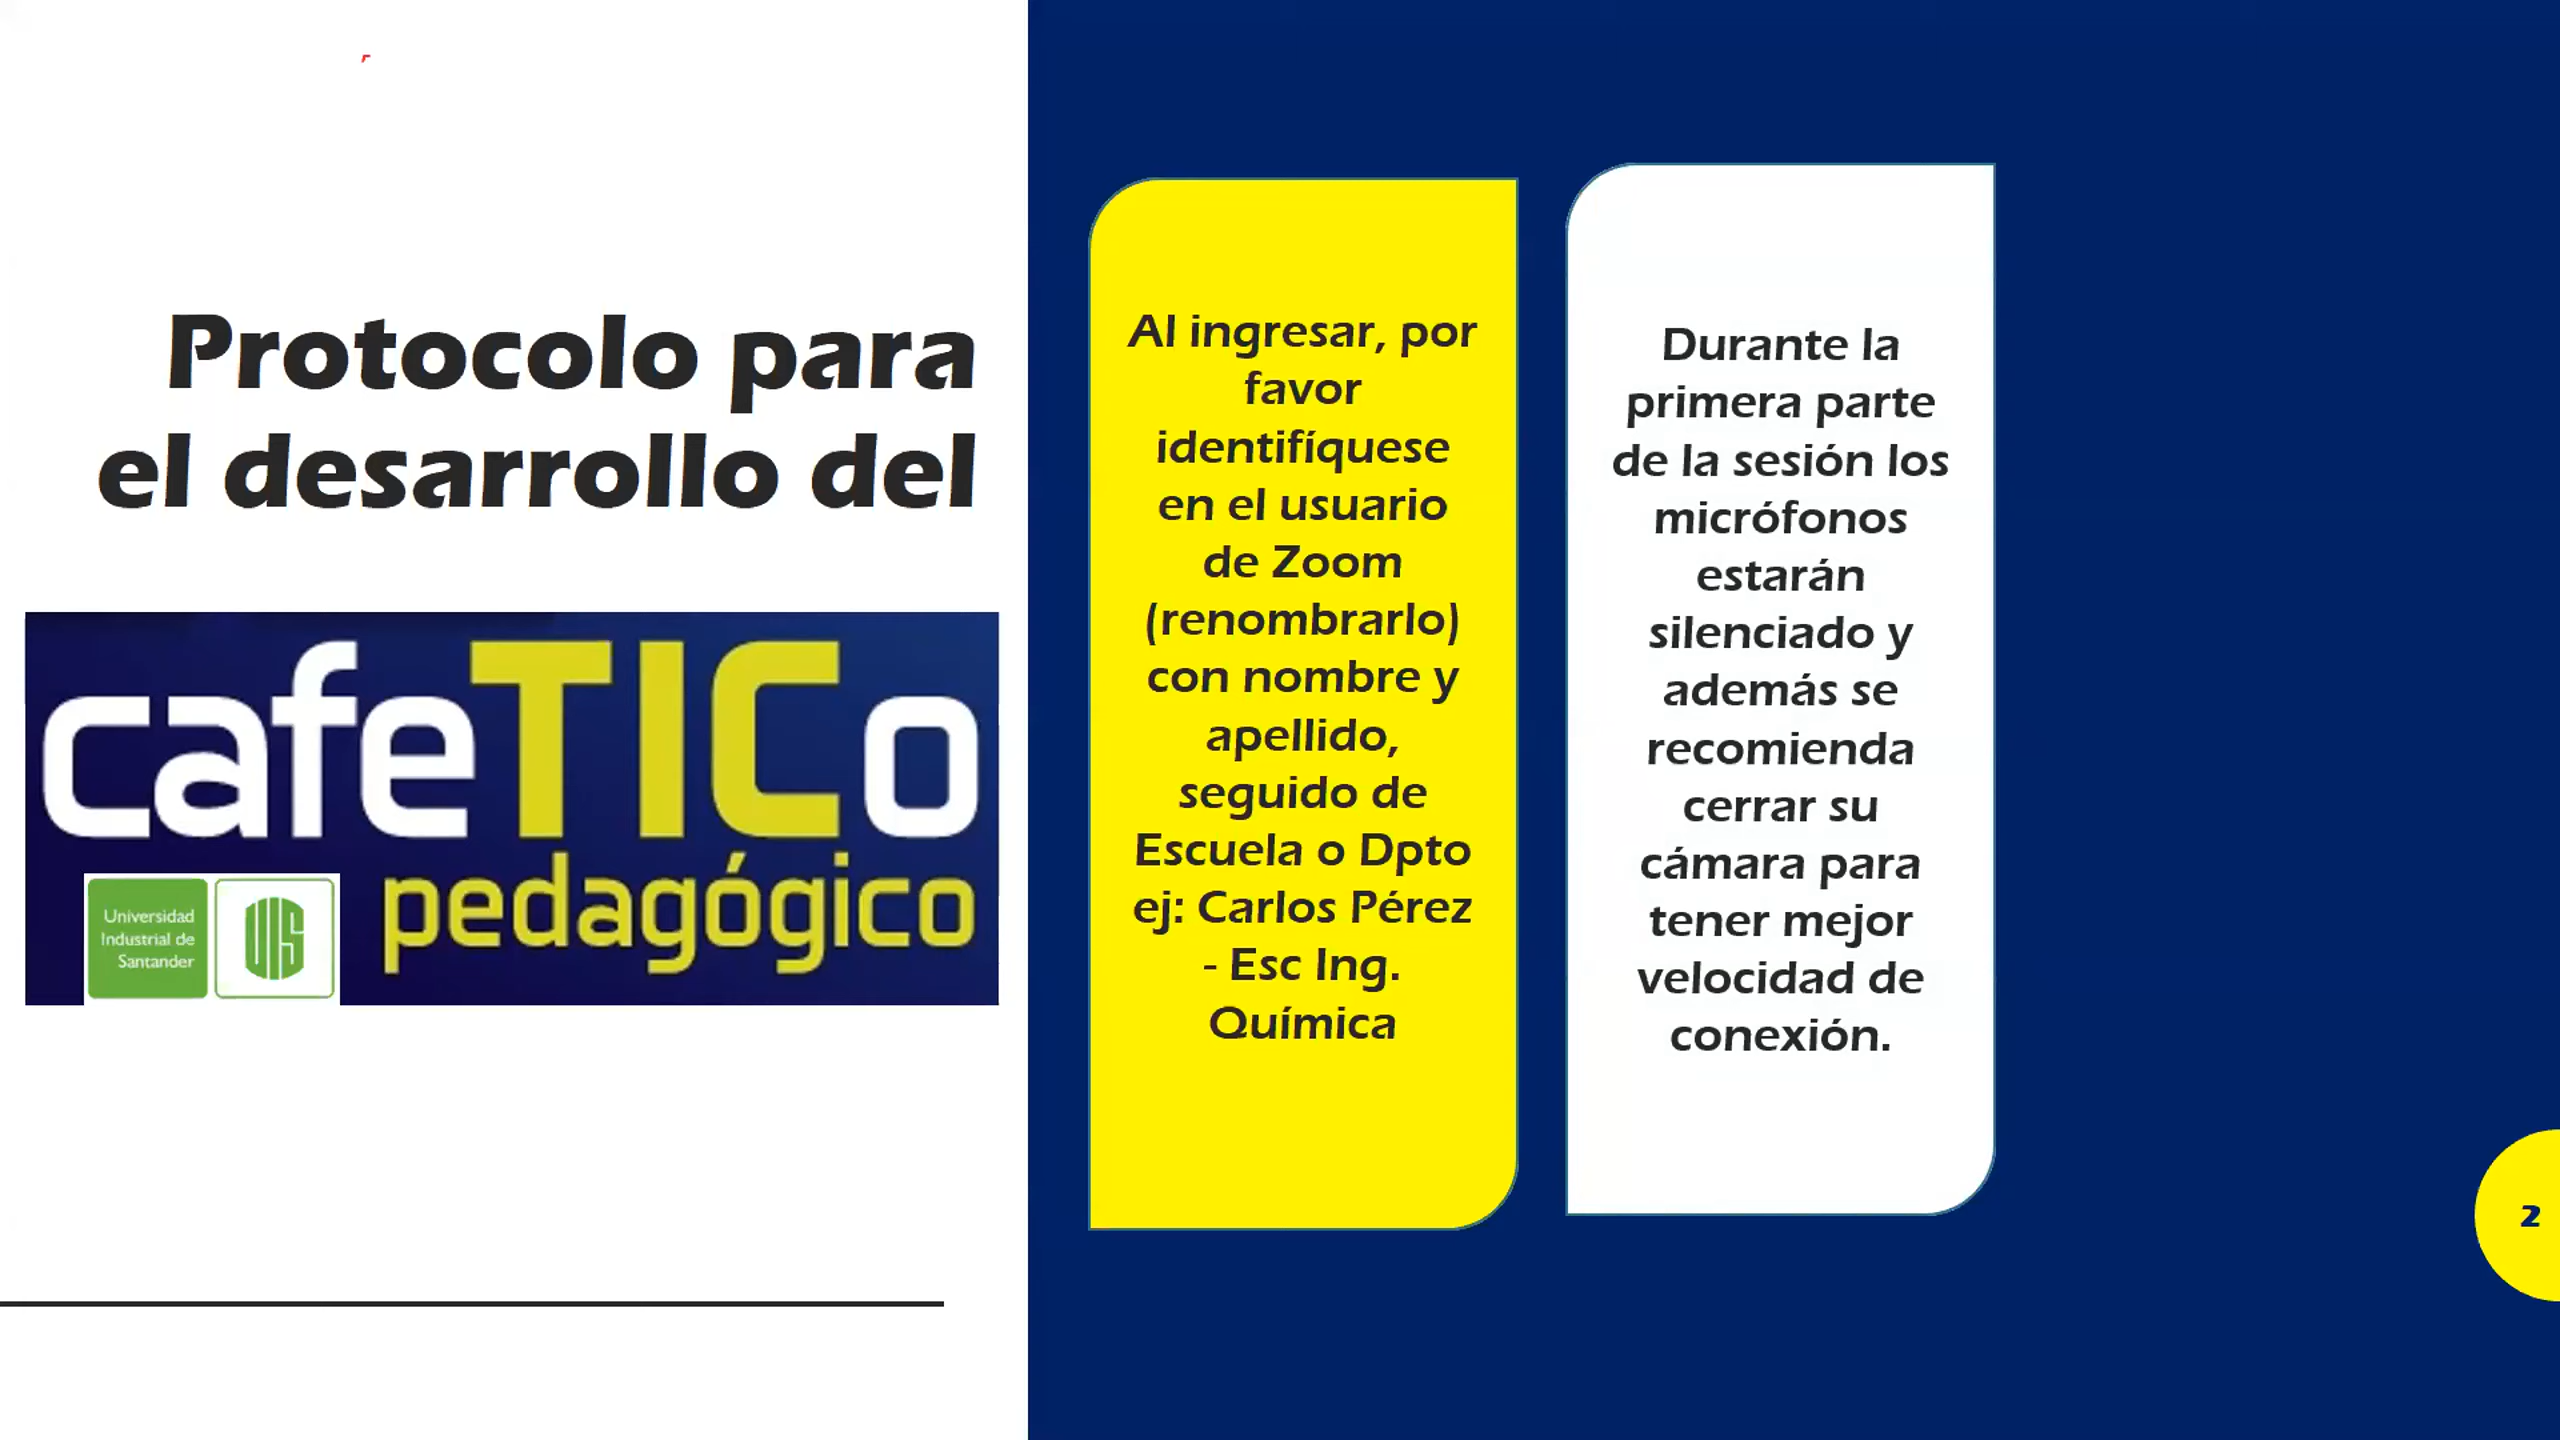 Protocolo para
el desarrollo del
cafeTICo
pedagógico
Universidad
Industrial de
Santander
UIS
Al ingresar, por
favor
identifíquese
en el usuario
de Zoom
(renombrarlo)
con nombre y
apellido,
seguido de
Escuela o Dpto
ej: Carlos Pérez
- Esc Ing.
Química
Durante la
primera parte
de la sesión los
micrófonos
estarán
silenciado y
además se
recomienda
cerrar su
cámara para
tener mejor
velocidad de
conexión.
2